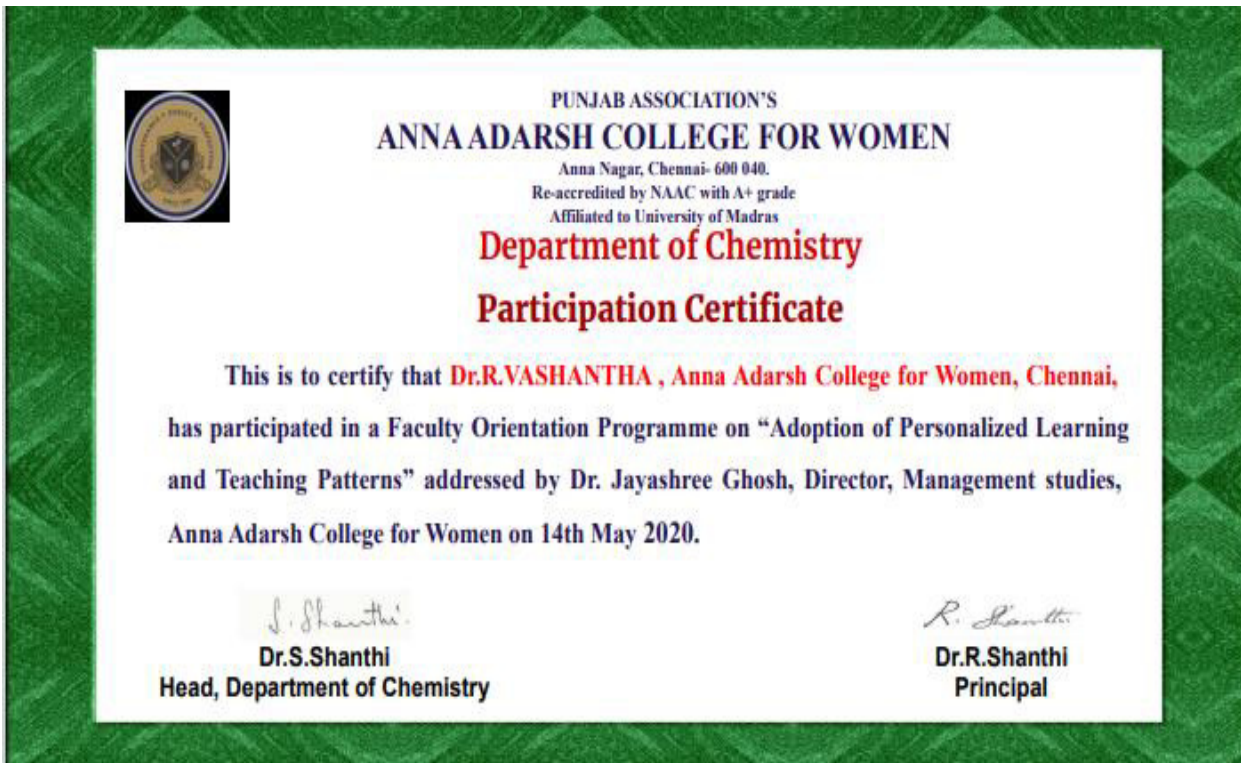 PUNJAB ASSOCIATION'S
ANNA ADARSH COLLEGE FOR WOMEN
Anna Nagar, Chennai- 600 040.
Re-accredited by NAAC with A+ grade
Affiliated to University of Madras
Department of Chemistry
Participation Certificate
This is to certify that Dr.R.VASHANTHA , Anna Adarsh College for Women, Chennai,
has participated in a Faculty Orientation Programme on “Adoption of Personalized Learning
and Teaching Patterns” addressed by Dr. Jayashree Ghosh, Director, Management studies,
Anna Adarsh College for Women on 14th May 2020.
S. Shanthi. R. Shanthi
Dr.S.Shanthi Dr.R.Shanthi
Head, Department of Chemistry Principal